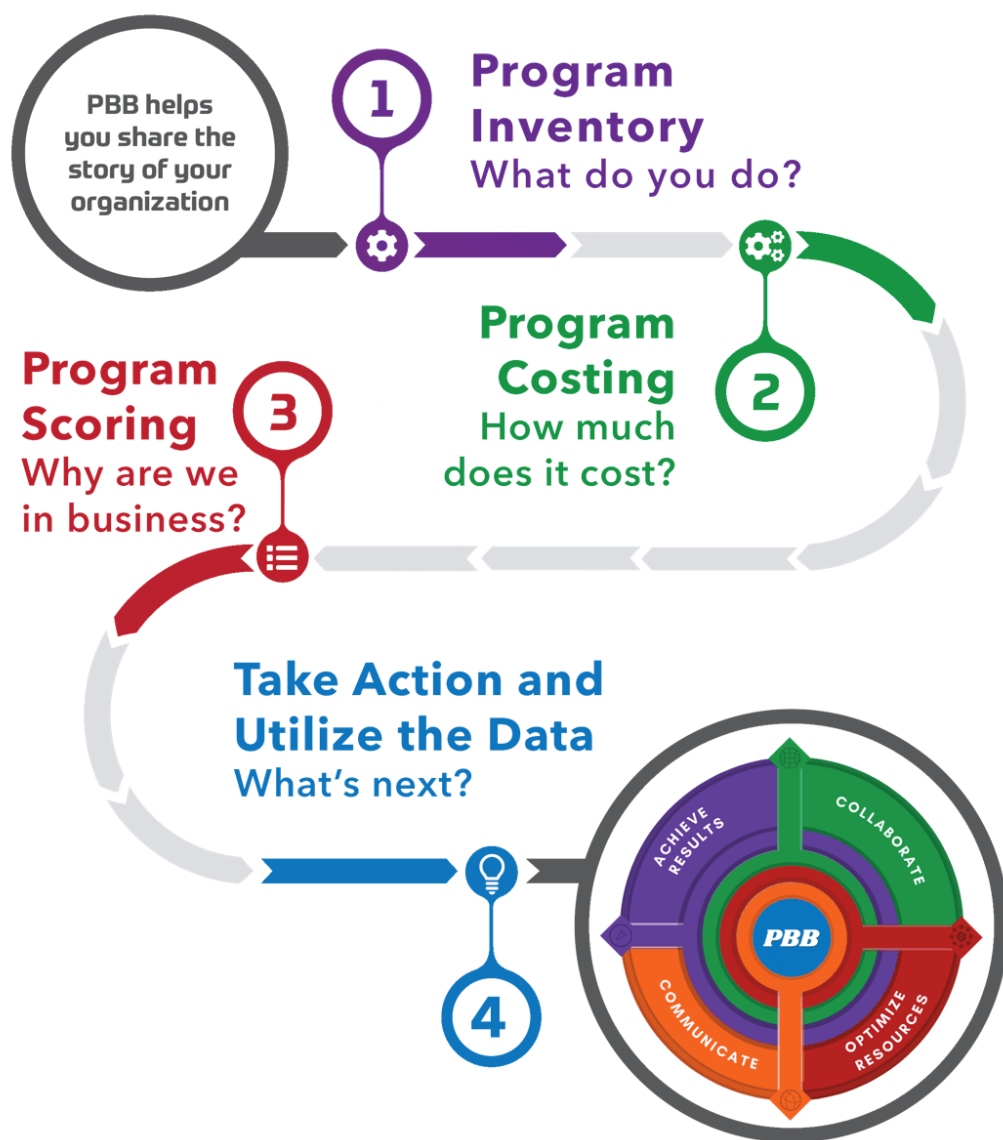 PBB helps
you share the
story of your
organization
1
Program
Inventory
What do you do?
Program
Costing
How much
does it cost?
2
Program
Scoring
Why are we
in business?
3
Take Action and
Utilize the Data
What's next?
4
ACHIEVE
RESULTS
COLLABORATE
PBB
COMMUNICATE
OPTIMIZE
RESOURCES